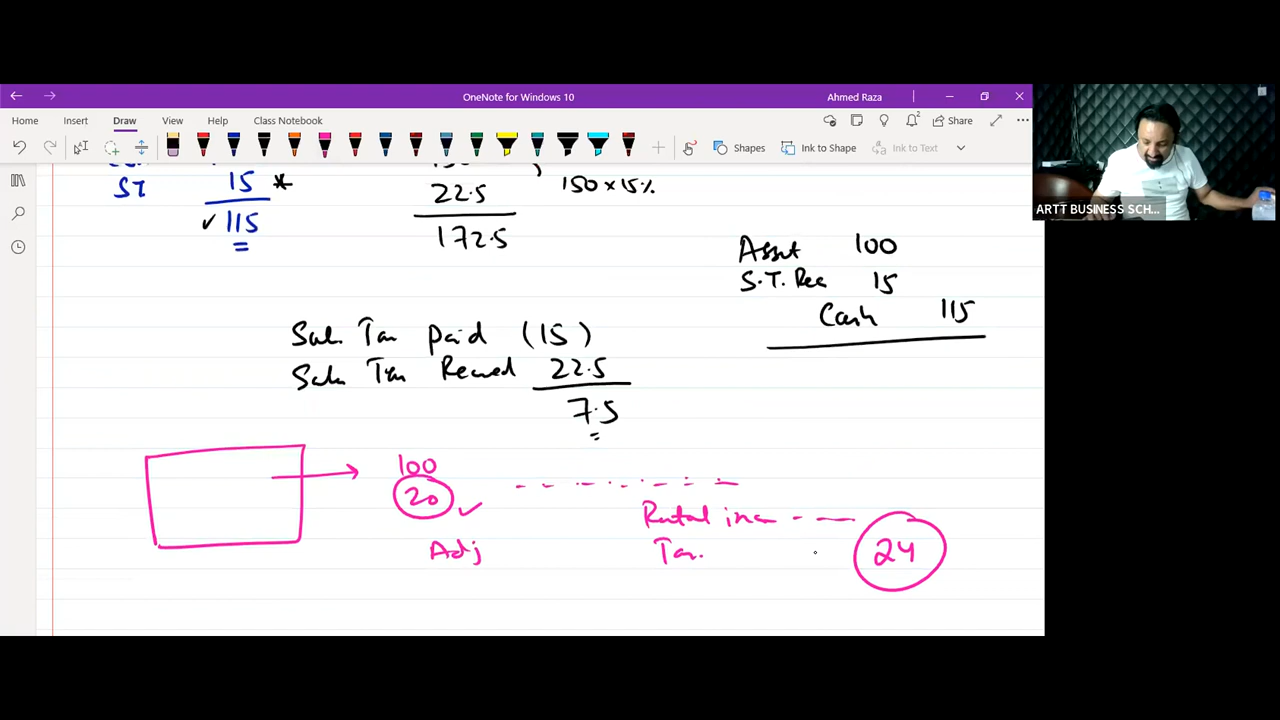 OneNote for Windows 10
Ahmed Raza
Home Insert Draw View Help Class Notebook
Share
Shapes
Ink to Shape
Ink to Text
ARTT BUSINESS SCH...
ST 15 *
✓ 115
22.5
172.5
150 x 15%
Asset 100
S.T. Rec 15
Cash 115
Sale Tax paid (15)
Sale Tax Received 22.5
7.5
100
20 ✓
Adj
Rental inc - —
Tax.
24